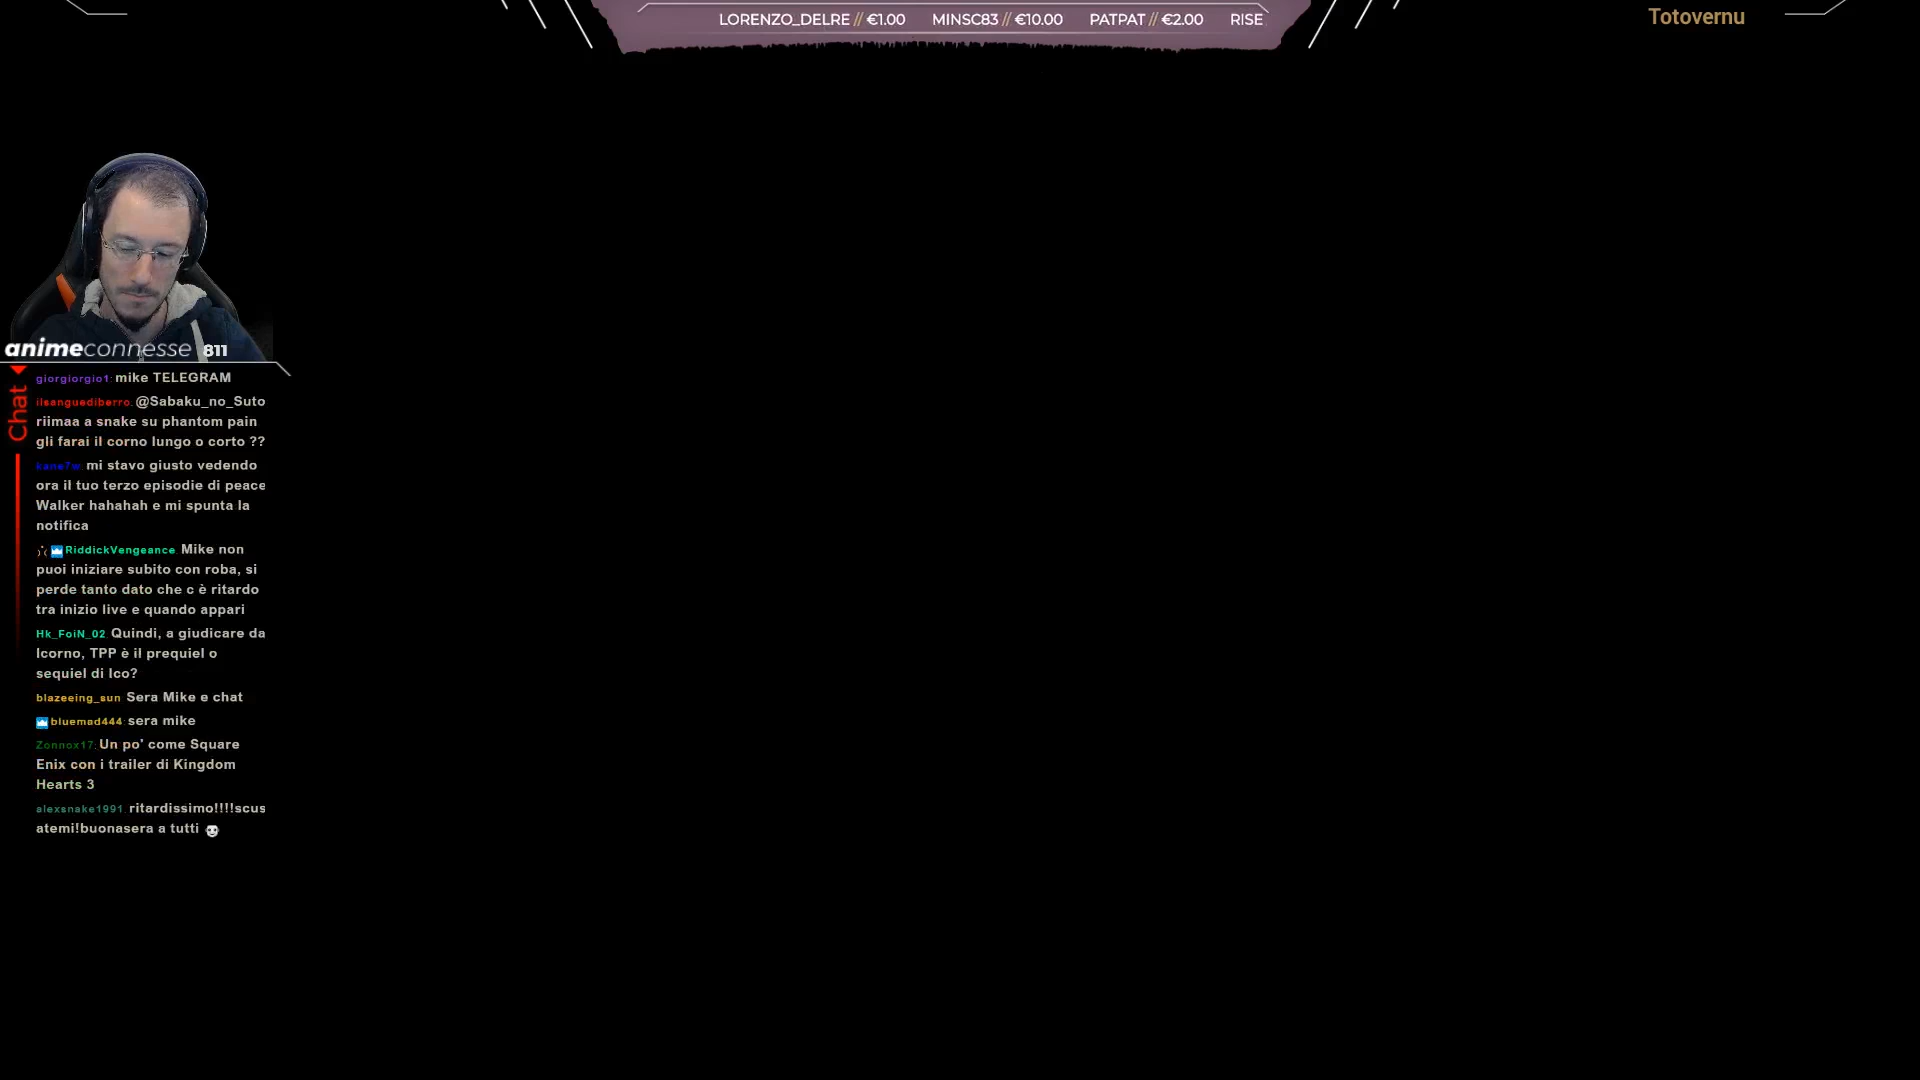 LORENZO_DELRE // €1.00 MINSC83 // €10.00 PATPAT // €2.00 RISE
Totovernu
animeconnesse 811
Chat
giorgiorgio1: mike TELEGRAM
ilsanguediberro: @Sabaku_no_Suto
riimaa a snake su phantom pain
gli farai il corno lungo o corto ??
kane7w: mi stavo giusto vedendo
ora il tuo terzo episodie di peace
Walker hahahah e mi spunta la
notifica
RiddickVengeance: Mike non
puoi iniziare subito con roba, si
perde tanto dato che c è ritardo
tra inizio live e quando appari
Hk_FoiN_02: Quindi, a giudicare da
Icorno, TPP è il prequiel o
sequiel di Ico?
blazeeing_sun: Sera Mike e chat
bluemad444: sera mike
Zonnox17: Un po' come Square
Enix con i trailer di Kingdom
Hearts 3
alexsnake1991: ritardissimo!!!!scus
atemi!buonasera a tutti